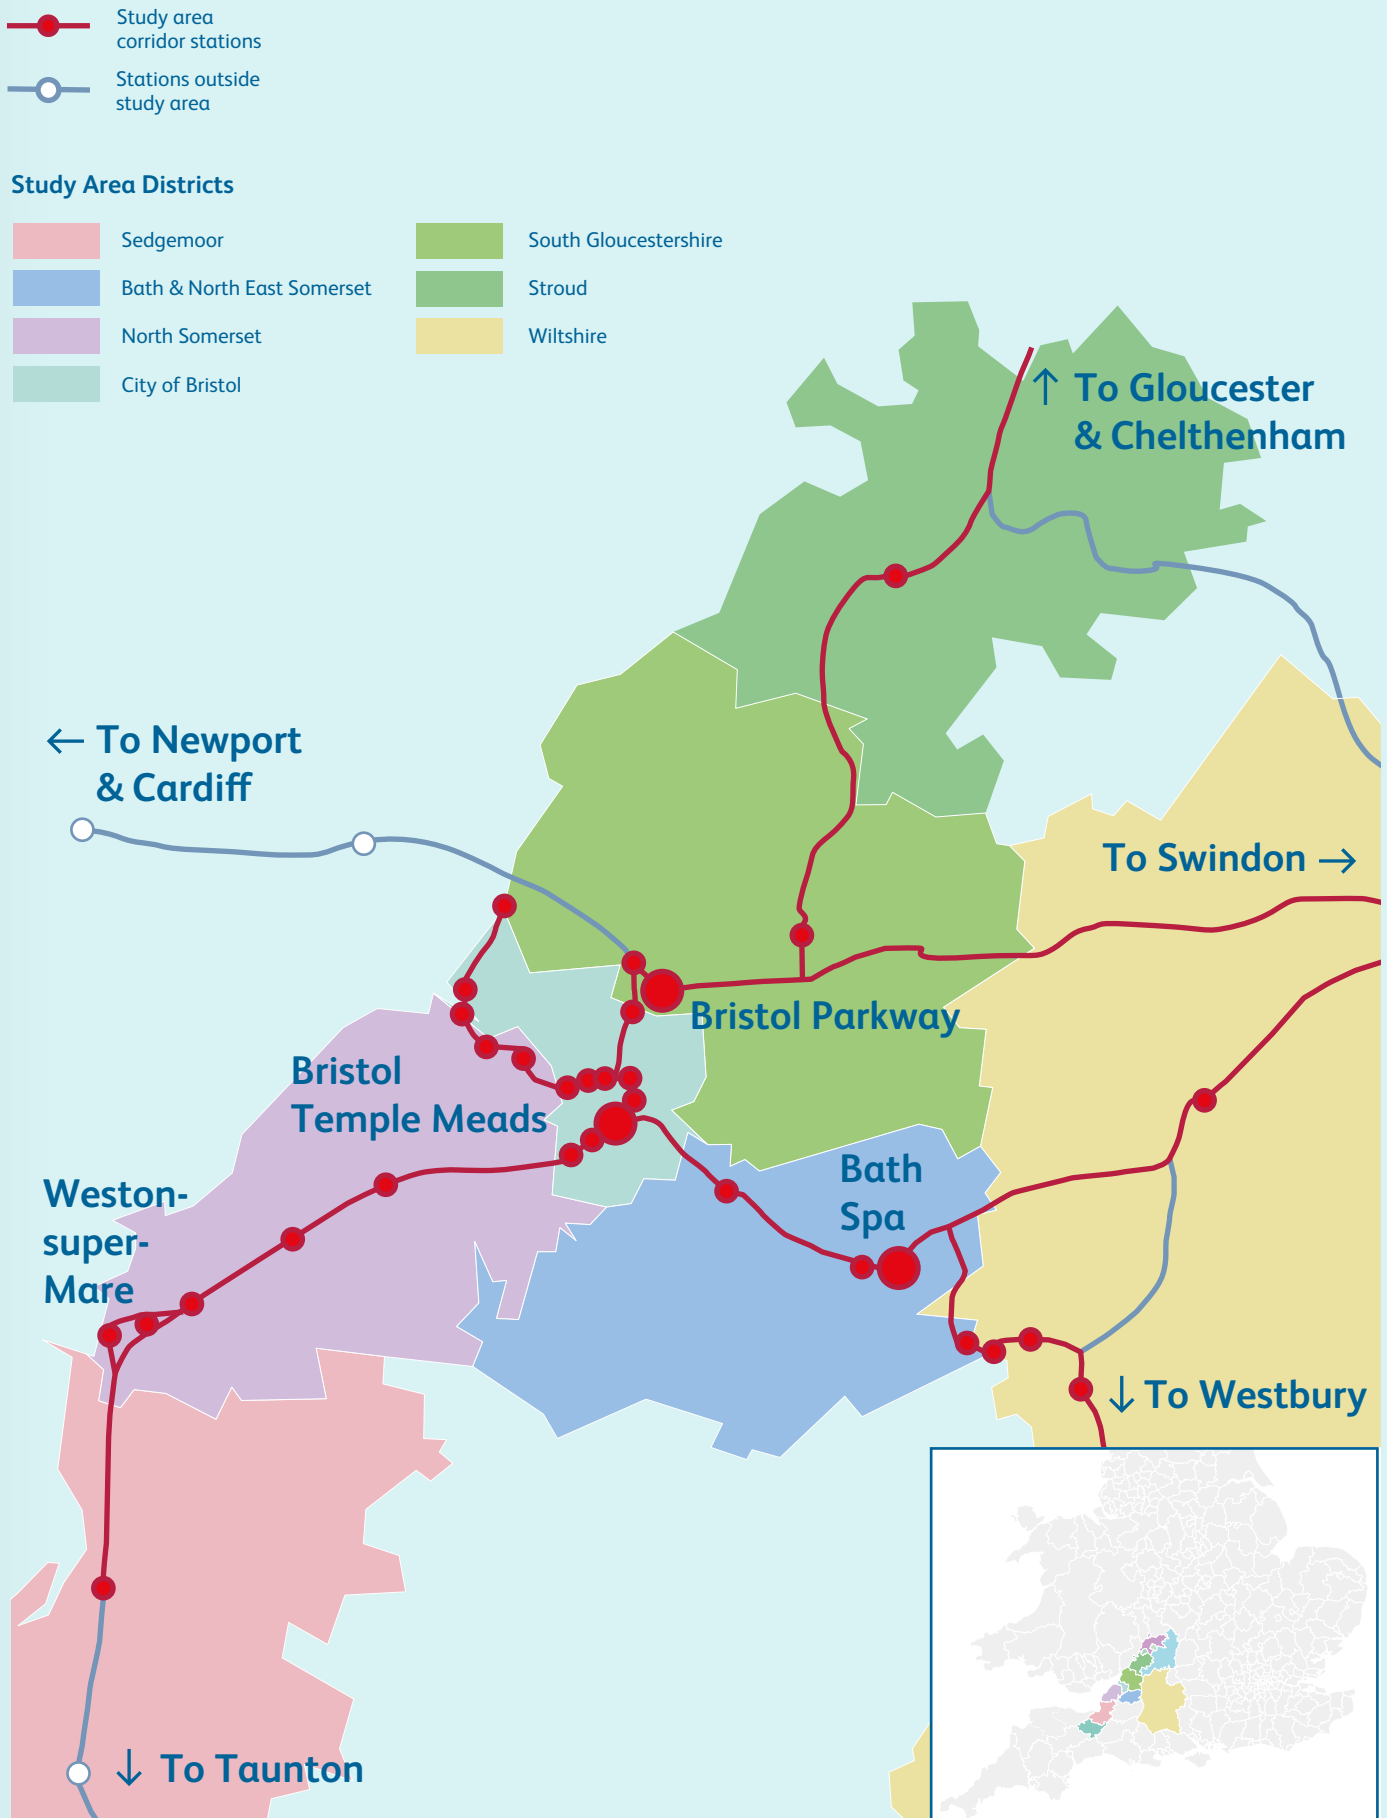 Study area
corridor stations
Stations outside
study area
Study Area Districts
Sedgemoor
Bath & North East Somerset
North Somerset
City of Bristol
South Gloucestershire
Stroud
Wiltshire
↑ To Gloucester
& Chelthenham
← To Newport
& Cardiff
To Swindon →
Bristol Parkway
Bristol
Temple Meads
Bath
Spa
Weston-
super-
Mare
↓ To Westbury
↓ To Taunton